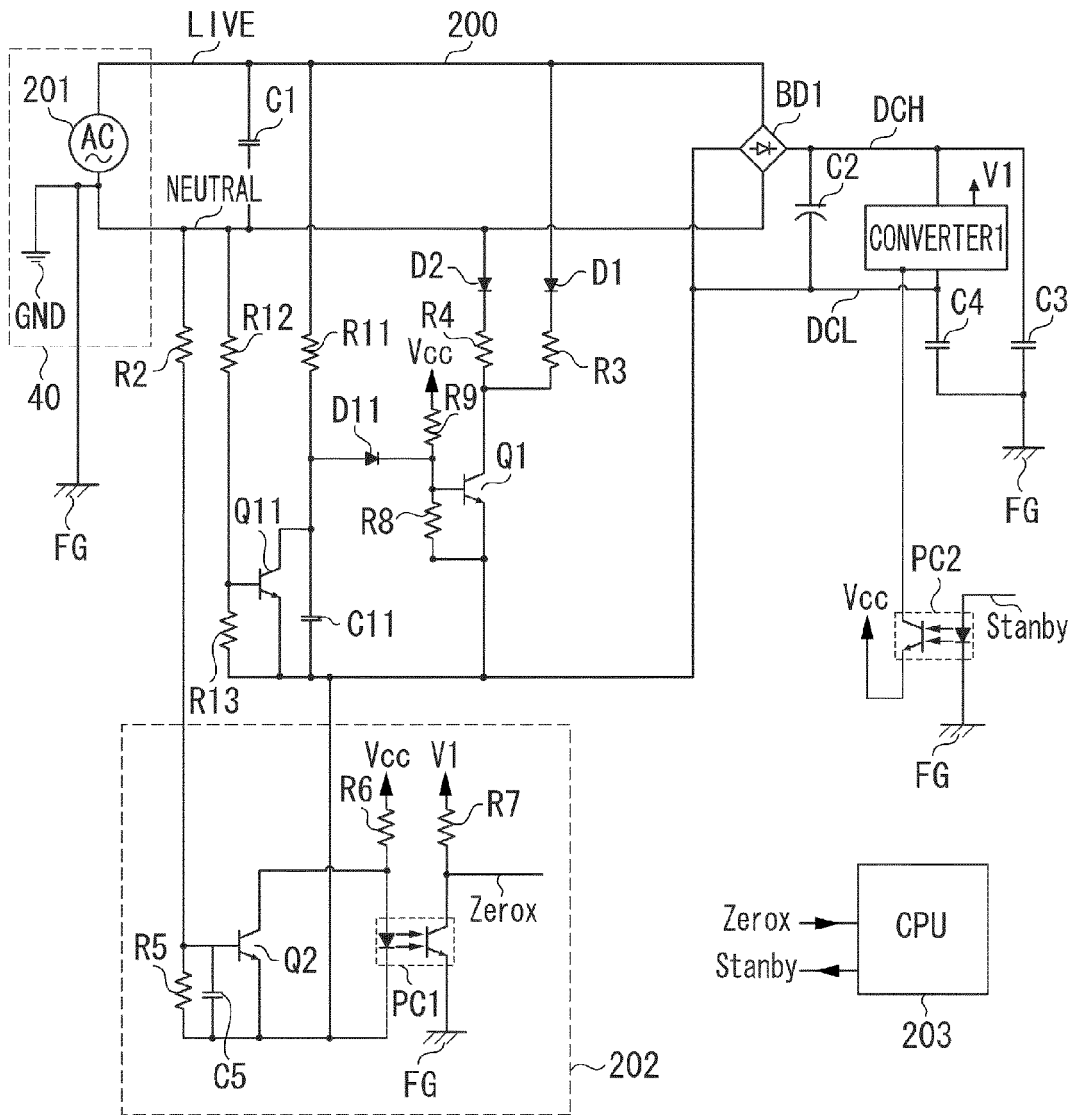 LIVE
200
201
AC
C1
BD1
DCH
C2
V1
CONVERTER1
NEUTRAL
GND
40
R2
R12
R11
D2
D1
R4
R3
Vcc
R9
D11
Q1
R8
DCL
C4
C3
FG
FG
Q11
C11
R13
PC2
Vcc
Stanby
FG
Vcc
V1
R6
R7
Zerox
R5
Q2
PC1
C5
FG
202
Zerox
Stanby
CPU
203